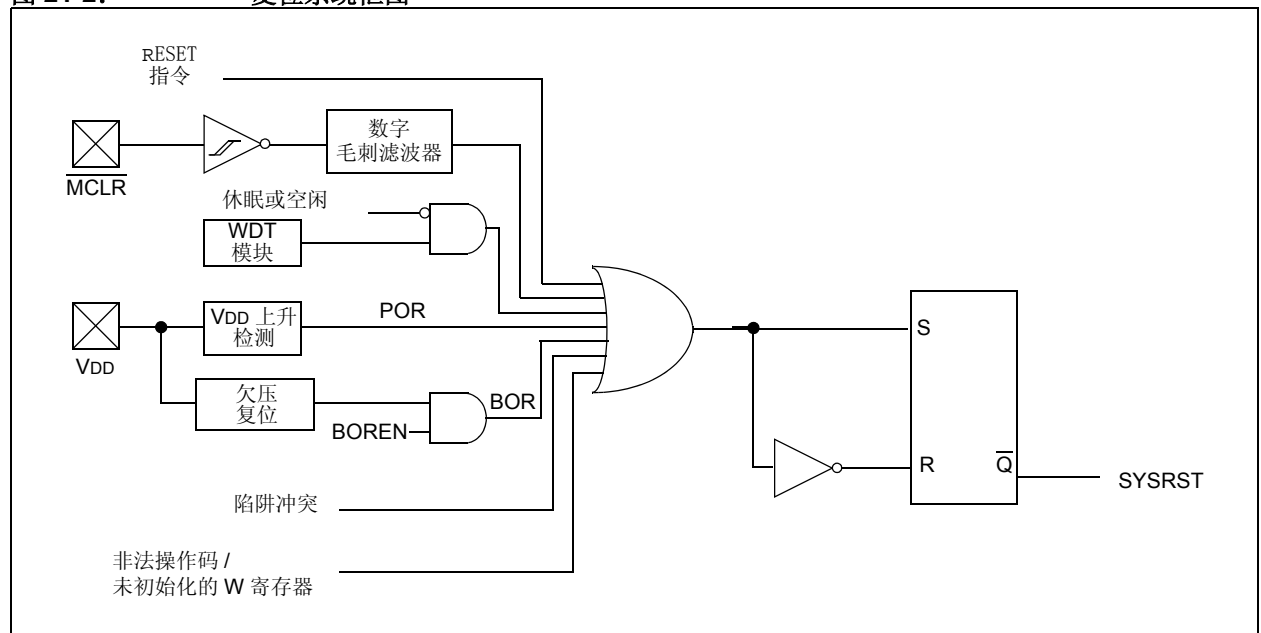 RESET
指令
数字
毛刺滤波器
MCLR
休眠或空闲
WDT
模块
VDD 上升
检测
POR
VDD
欠压
复位
BOREN
BOR
陷阱冲突
非法操作码 /
未初始化的 W 寄存器
S
R
Q
SYSRST